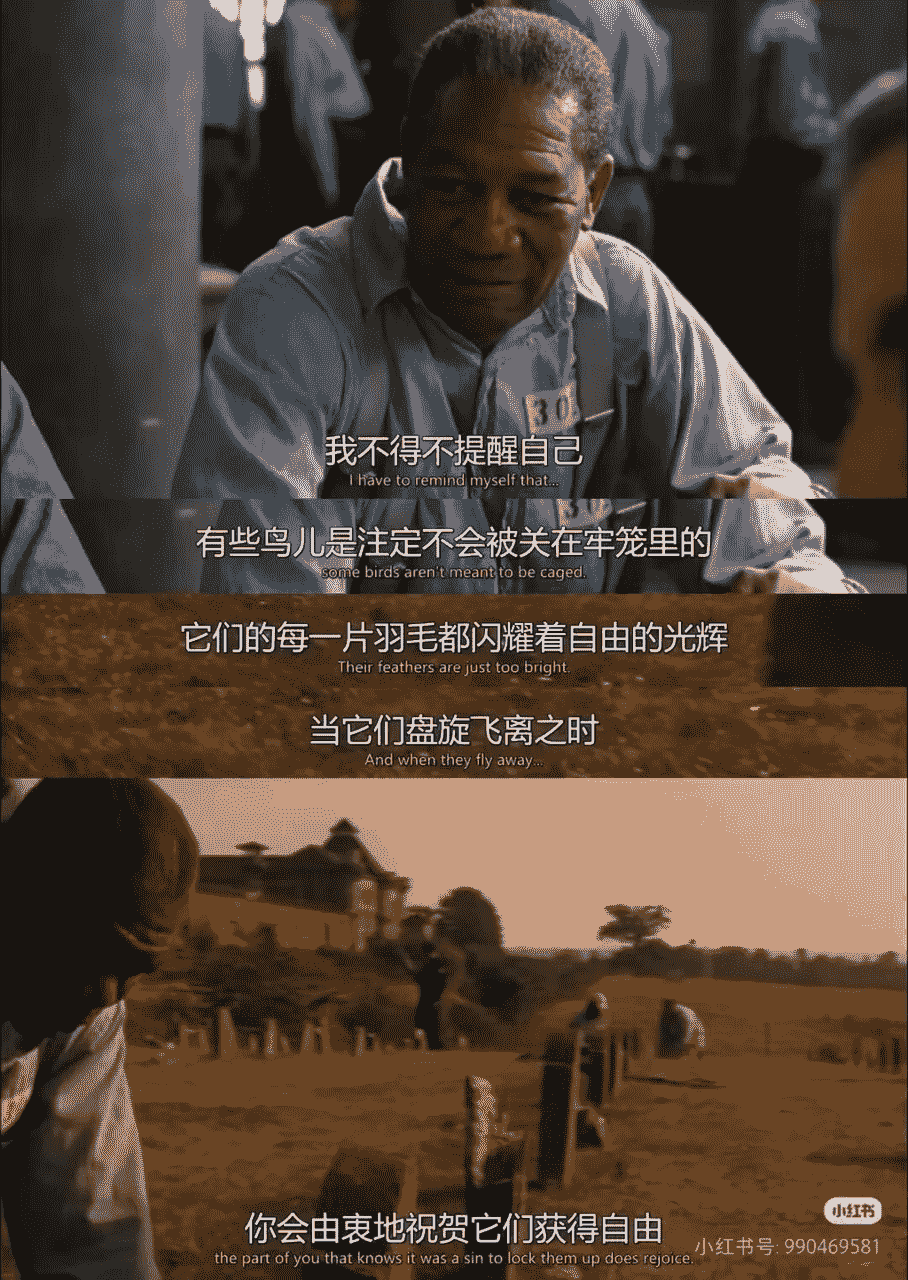 30
我不得不提醒自己
I have to remind myself that...
30
有些鸟儿是注定不会被关在牢笼里的
some birds aren't meant to be caged.
它们的每一片羽毛都闪耀着自由的光辉
Their feathers are just too bright.
当它们盘旋飞离之时
And when they fly away...
你会由衷地祝贺它们获得自由
the part of you that knows it was a sin to lock them up does rejoice.
小红书
小红书号: 990469581